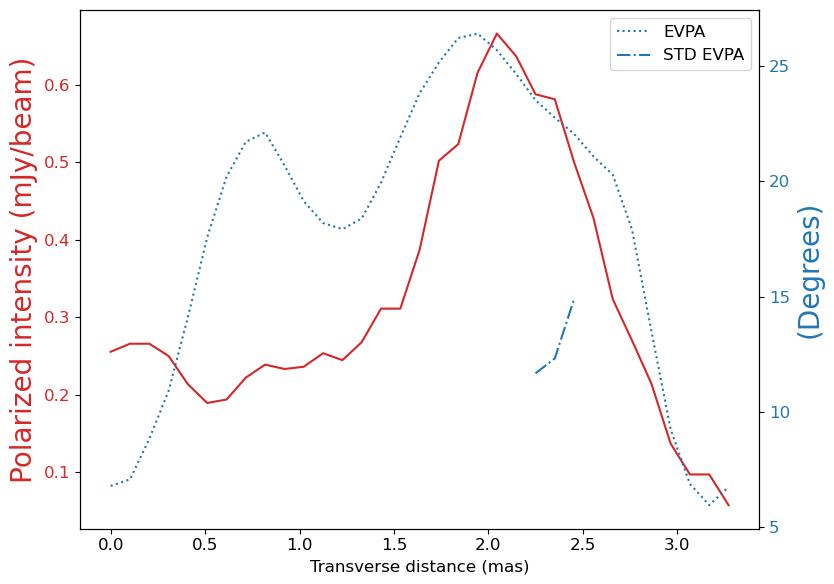 EVPA
STD EVPA
Polarized intensity (mJy/beam)
0.6
0.5
0.4
0.3
0.2
0.1
25
20
15
10
5
(Degrees)
0.0 0.5 1.0 1.5 2.0 2.5 3.0
Transverse distance (mas)